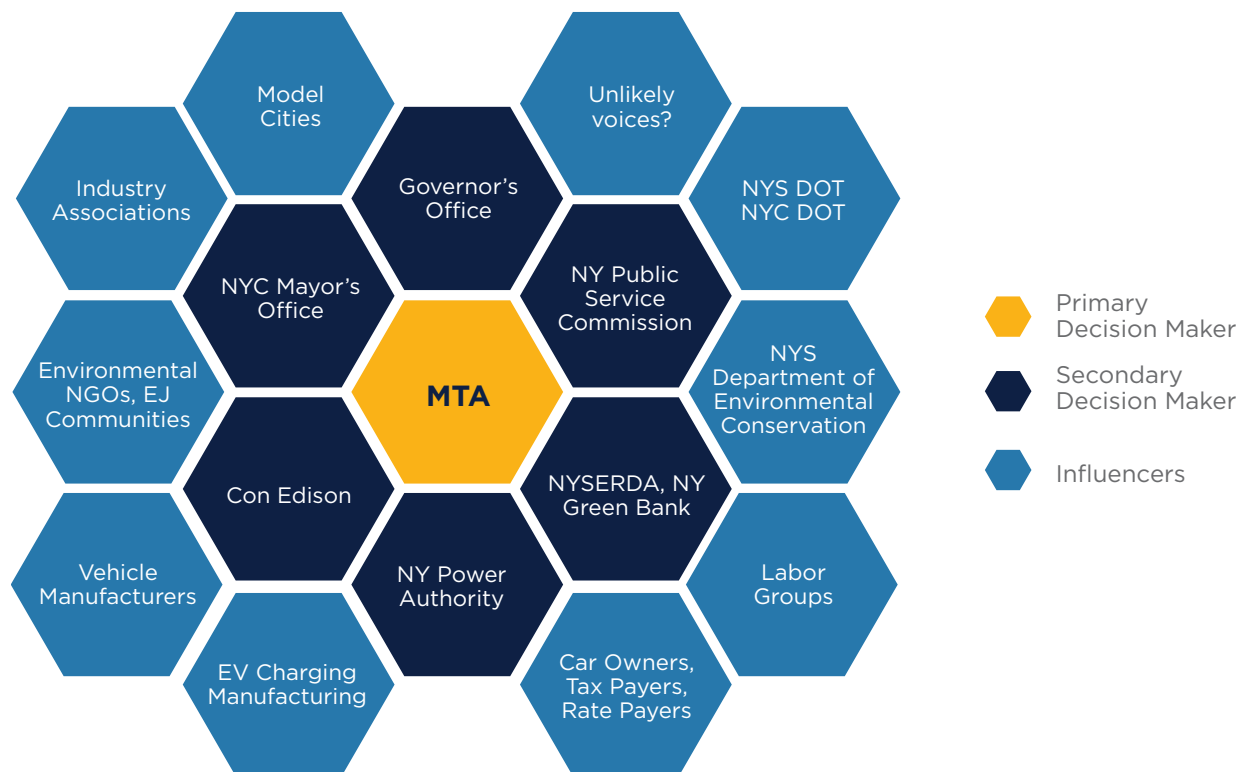 Model
Cities
Unlikely
voices?
Industry
Associations
Governor's
Office
NYS DOT
NYC DOT
NYC Mayor's
Office
NY Public
Service
Commission
Environmental
NGOs, EJ
Communities
MTA
NYS
Department of
Environmental
Conservation
Con Edison
NYSERDA, NY
Green Bank
Vehicle
Manufacturers
NY Power
Authority
Labor
Groups
EV Charging
Manufacturing
Car Owners,
Tax Payers,
Rate Payers
Primary
Decision Maker
Secondary
Decision Maker
Influencers